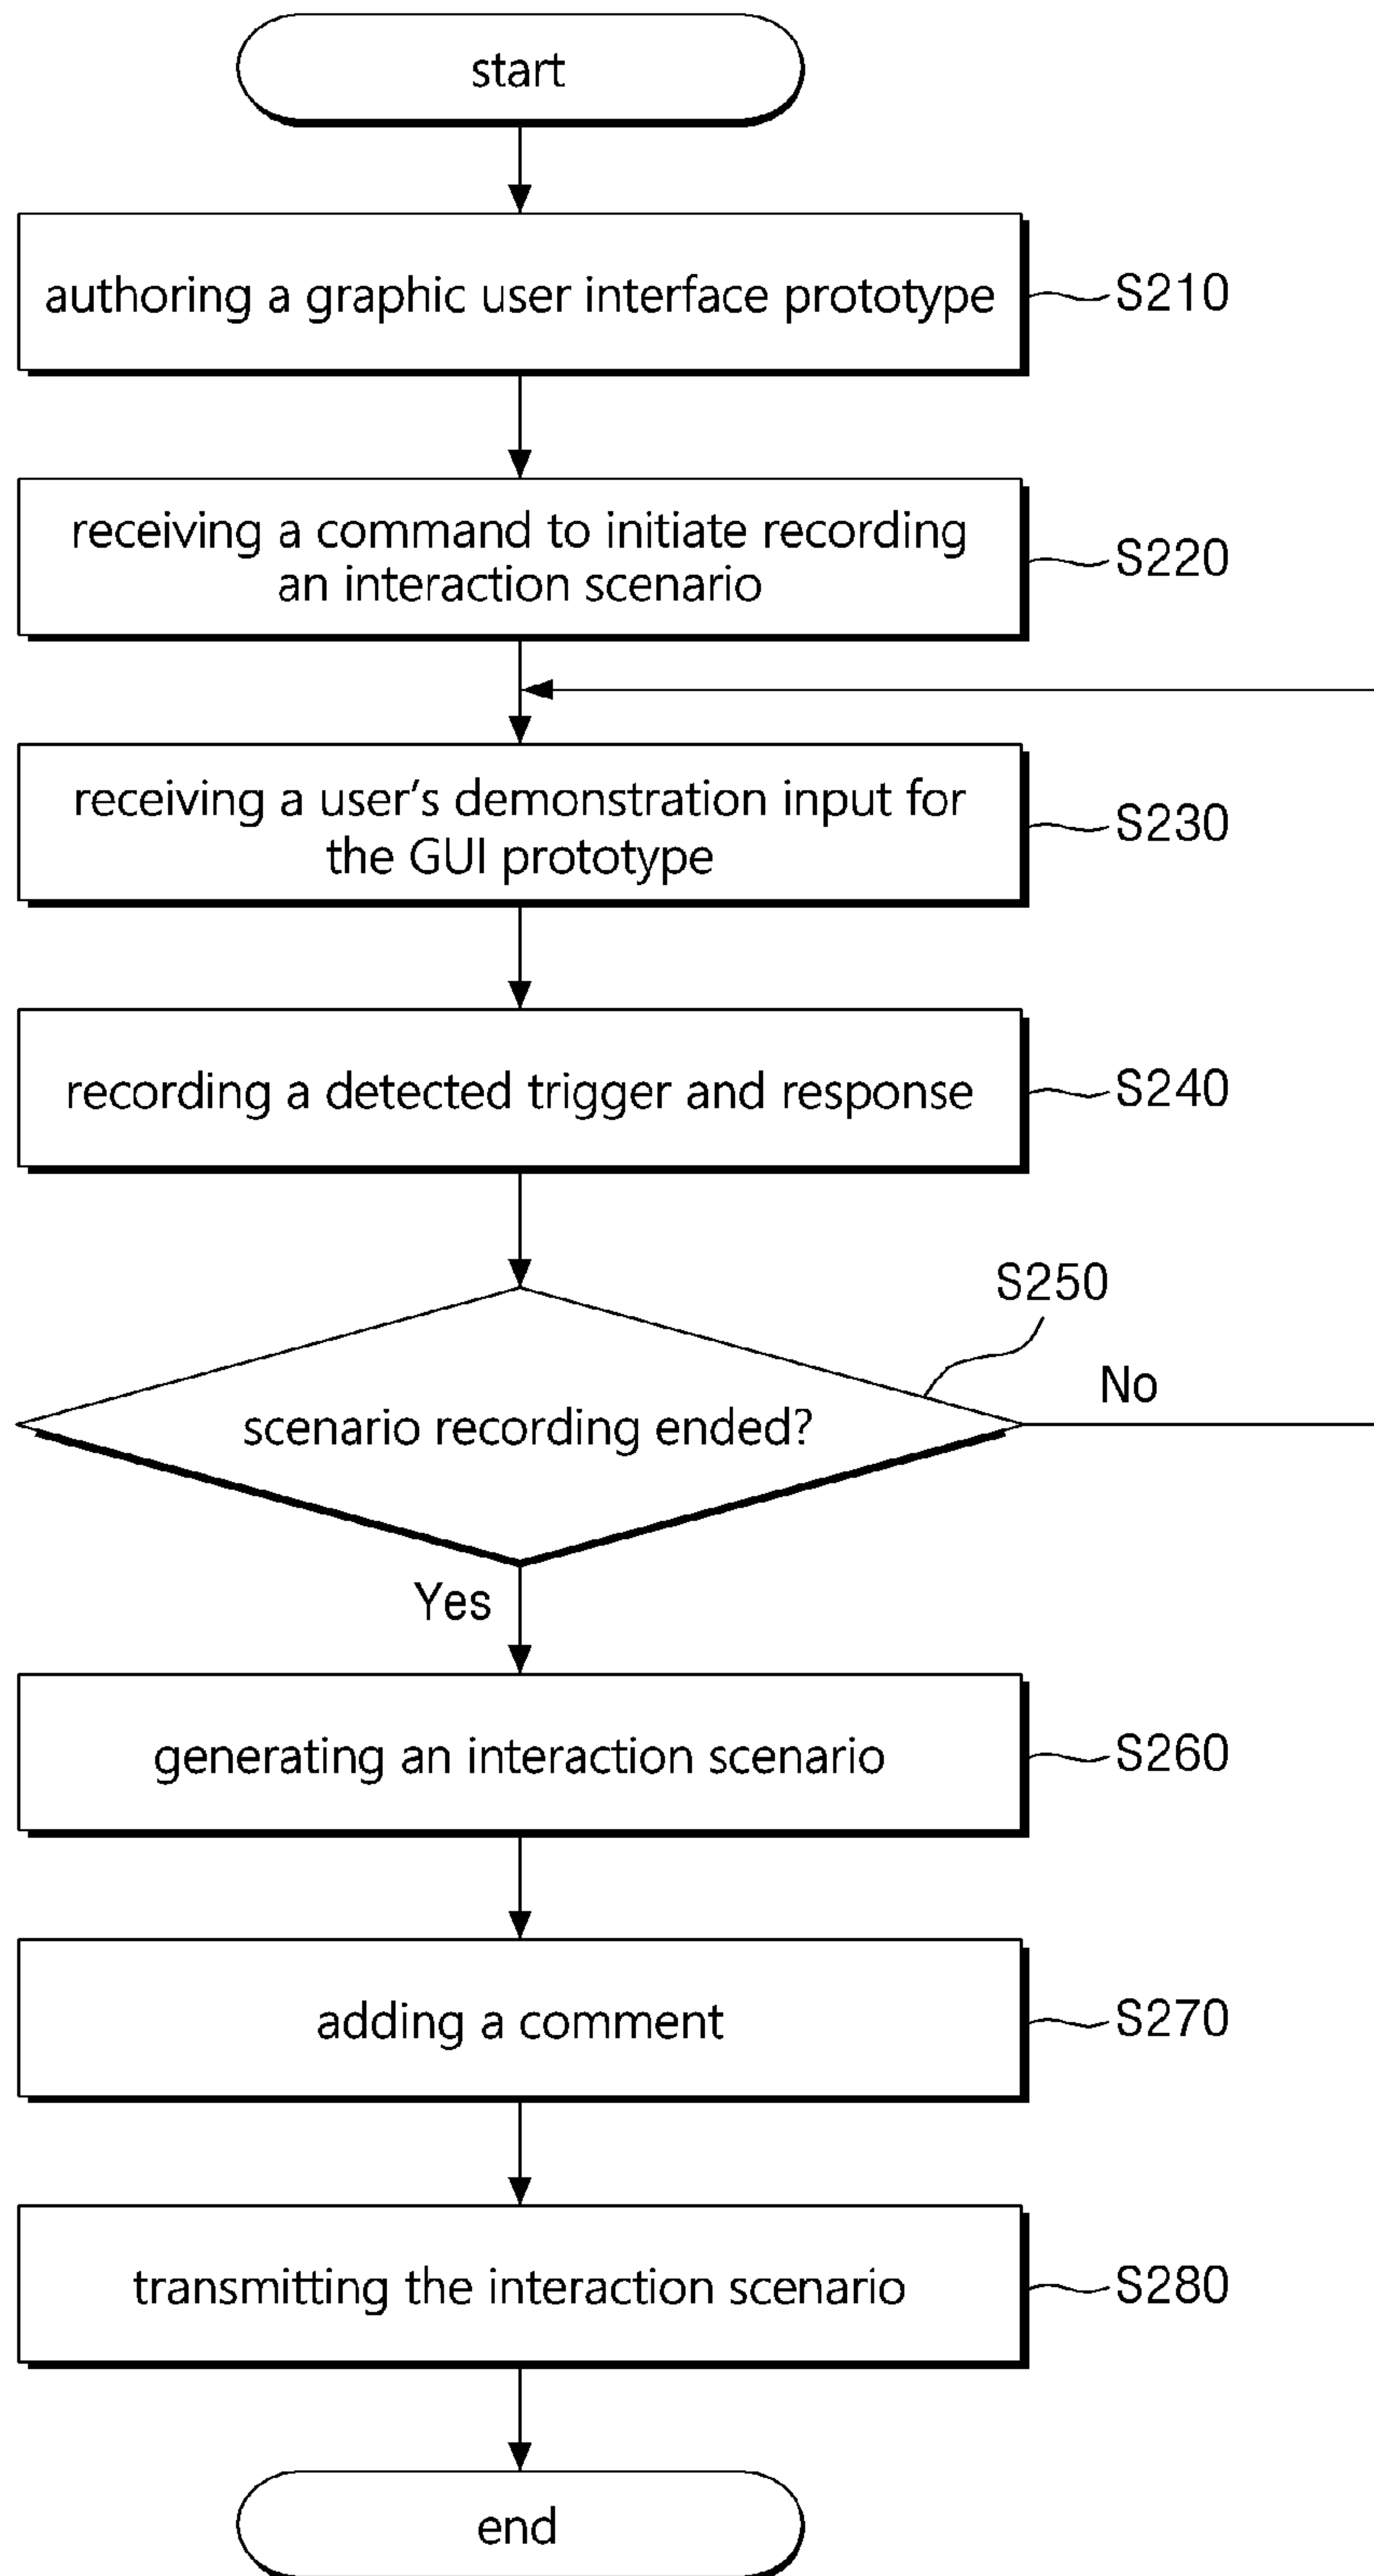 start
authoring a graphic user interface prototype
S210
receiving a command to initiate recording
an interaction scenario
S220
receiving a user's demonstration input for
the GUI prototype
S230
recording a detected trigger and response
S240
S250
scenario recording ended?
No
Yes
generating an interaction scenario
S260
adding a comment
S270
transmitting the interaction scenario
S280
end